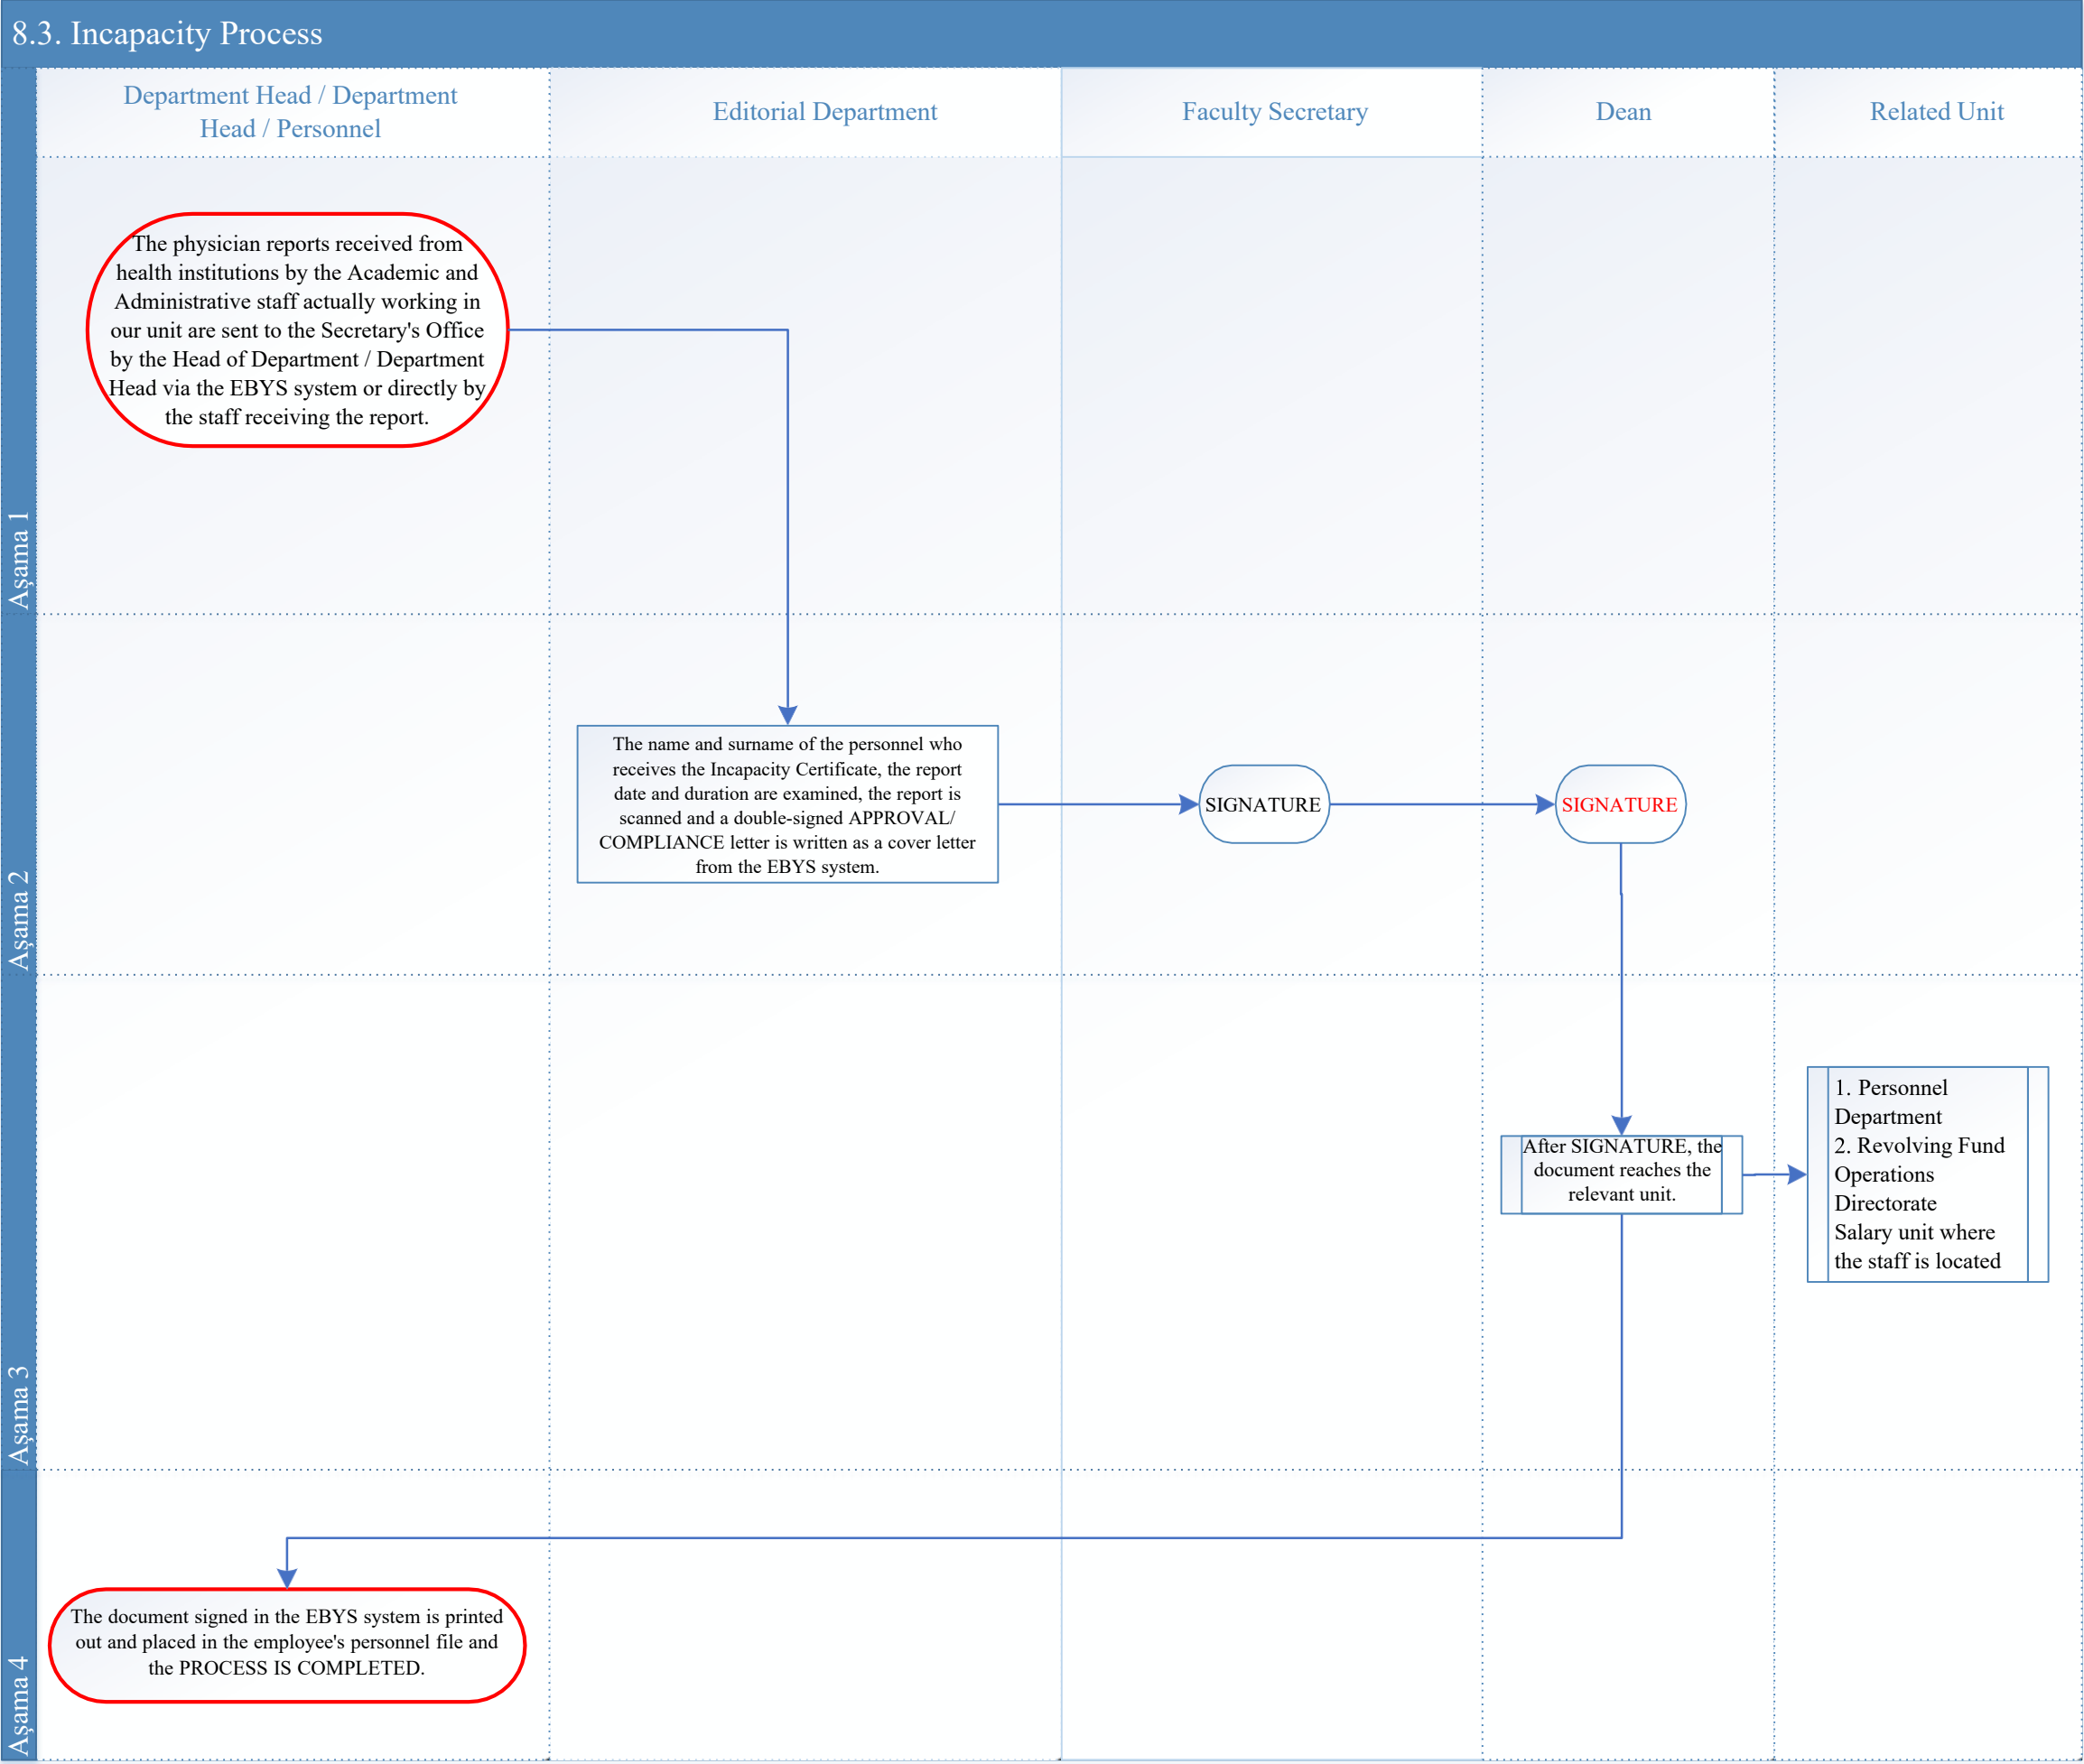 8.3. Incapacity Process
Department Head / Department
Head / Personnel
Editorial Department
Faculty Secretary
Dean
Related Unit
Aşama 1
The physician reports received from
health institutions by the Academic and
Administrative staff actually working in
our unit are sent to the Secretary's Office
by the Head of Department / Department
Head via the EBYS system or directly by
the staff receiving the report.
Aşama 2
The name and surname of the personnel who
receives the Incapacity Certificate, the report
date and duration are examined, the report is
scanned and a double-signed APPROVAL/
COMPLIANCE letter is written as a cover letter
from the EBYS system.
SIGNATURE
SIGNATURE
Aşama 3
After SIGNATURE, the
document reaches the
relevant unit.
1. Personnel
Department
2. Revolving Fund
Operations
Directorate
Salary unit where
the staff is located
Aşama 4
The document signed in the EBYS system is printed
out and placed in the employee's personnel file and
the PROCESS IS COMPLETED.